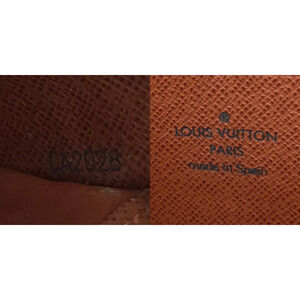 CA2028
LOUIS VUITTON
PARIS
made in Spain